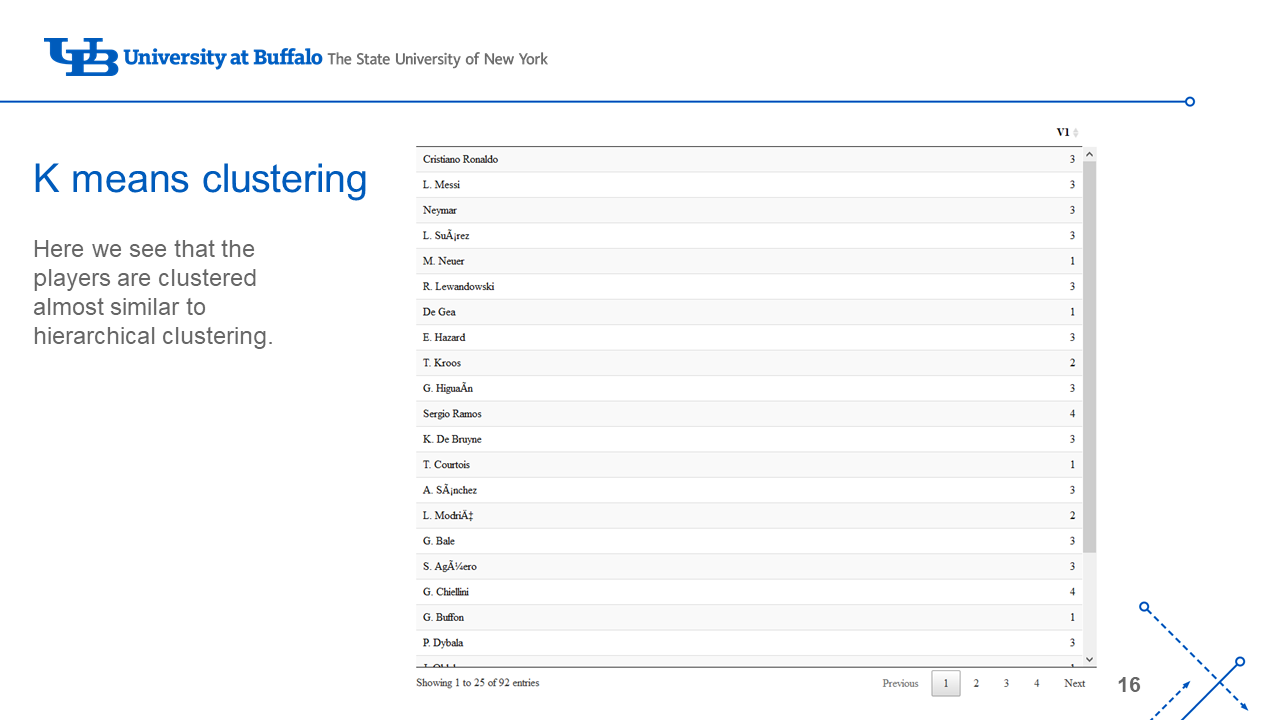 University at Buffalo The State University of New York
K means clustering
Here we see that the
players are clustered
almost similar to
hierarchical clustering.
V1
Cristiano Ronaldo 3
L. Messi 3
Neymar 3
L. SuÃ¡rez 3
M. Neuer 1
R. Lewandowski 3
De Gea 1
E. Hazard 3
T. Kroos 2
G. HiguaÃn 3
Sergio Ramos 4
K. De Bruyne 3
T. Courtois 1
A. SÃ¡nchez 3
L. ModriÄ‡ 2
G. Bale 3
S. AgÃ¼ero 3
G. Chiellini 4
G. Buffon 1
P. Dybala 3
Showing 1 to 25 of 92 entries
Previous 1 2 3 4 Next
16